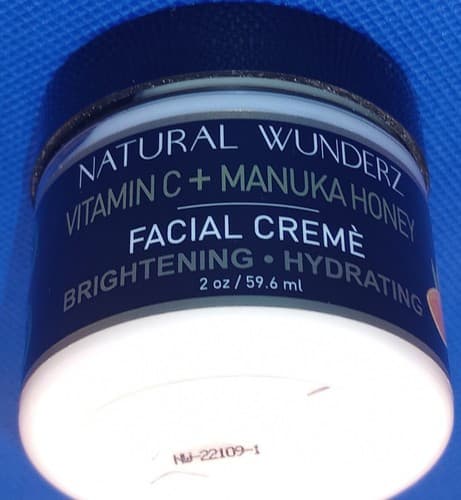 NATURAL WUNDERZ
VITAMIN C + MANUKA HONEY
FACIAL CREMÈ
BRIGHTENING • HYDRATING
2 oz / 59.6 ml
NW-22109-1